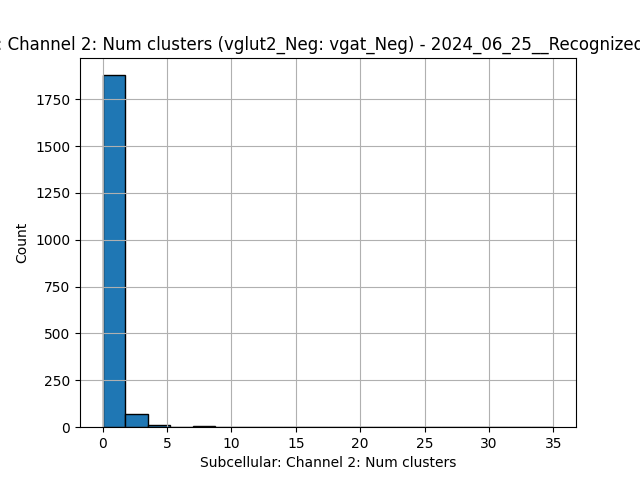 : Channel 2: Num clusters (vglut2_Neg: vgat_Neg) - 2024_06_25__Recognized
1750
1500
1250
1000
750
500
250
0
Count
0 5 10 15 20 25 30 35
Subcellular: Channel 2: Num clusters